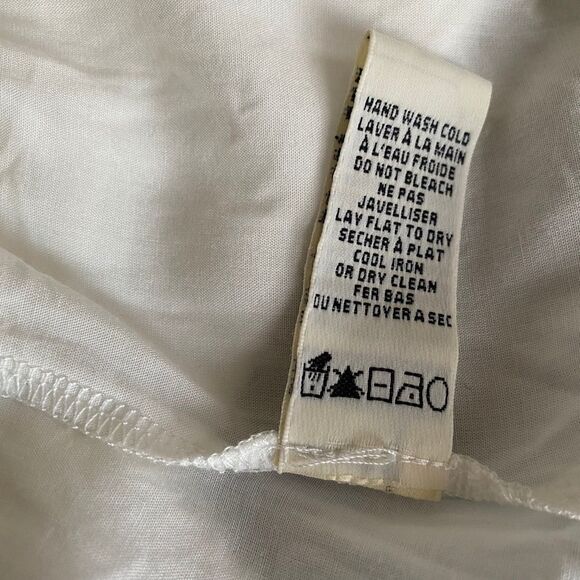 HAND WASH COLD
LAVER À LA MAIN
À L'EAU FROIDE
DO NOT BLEACH
NE PAS
JAVELLISER
LAY FLAT TO DRY
SECHER À PLAT
COOL IRON
OR DRY CLEAN
FER BAS
OU NETTOYER A SEC